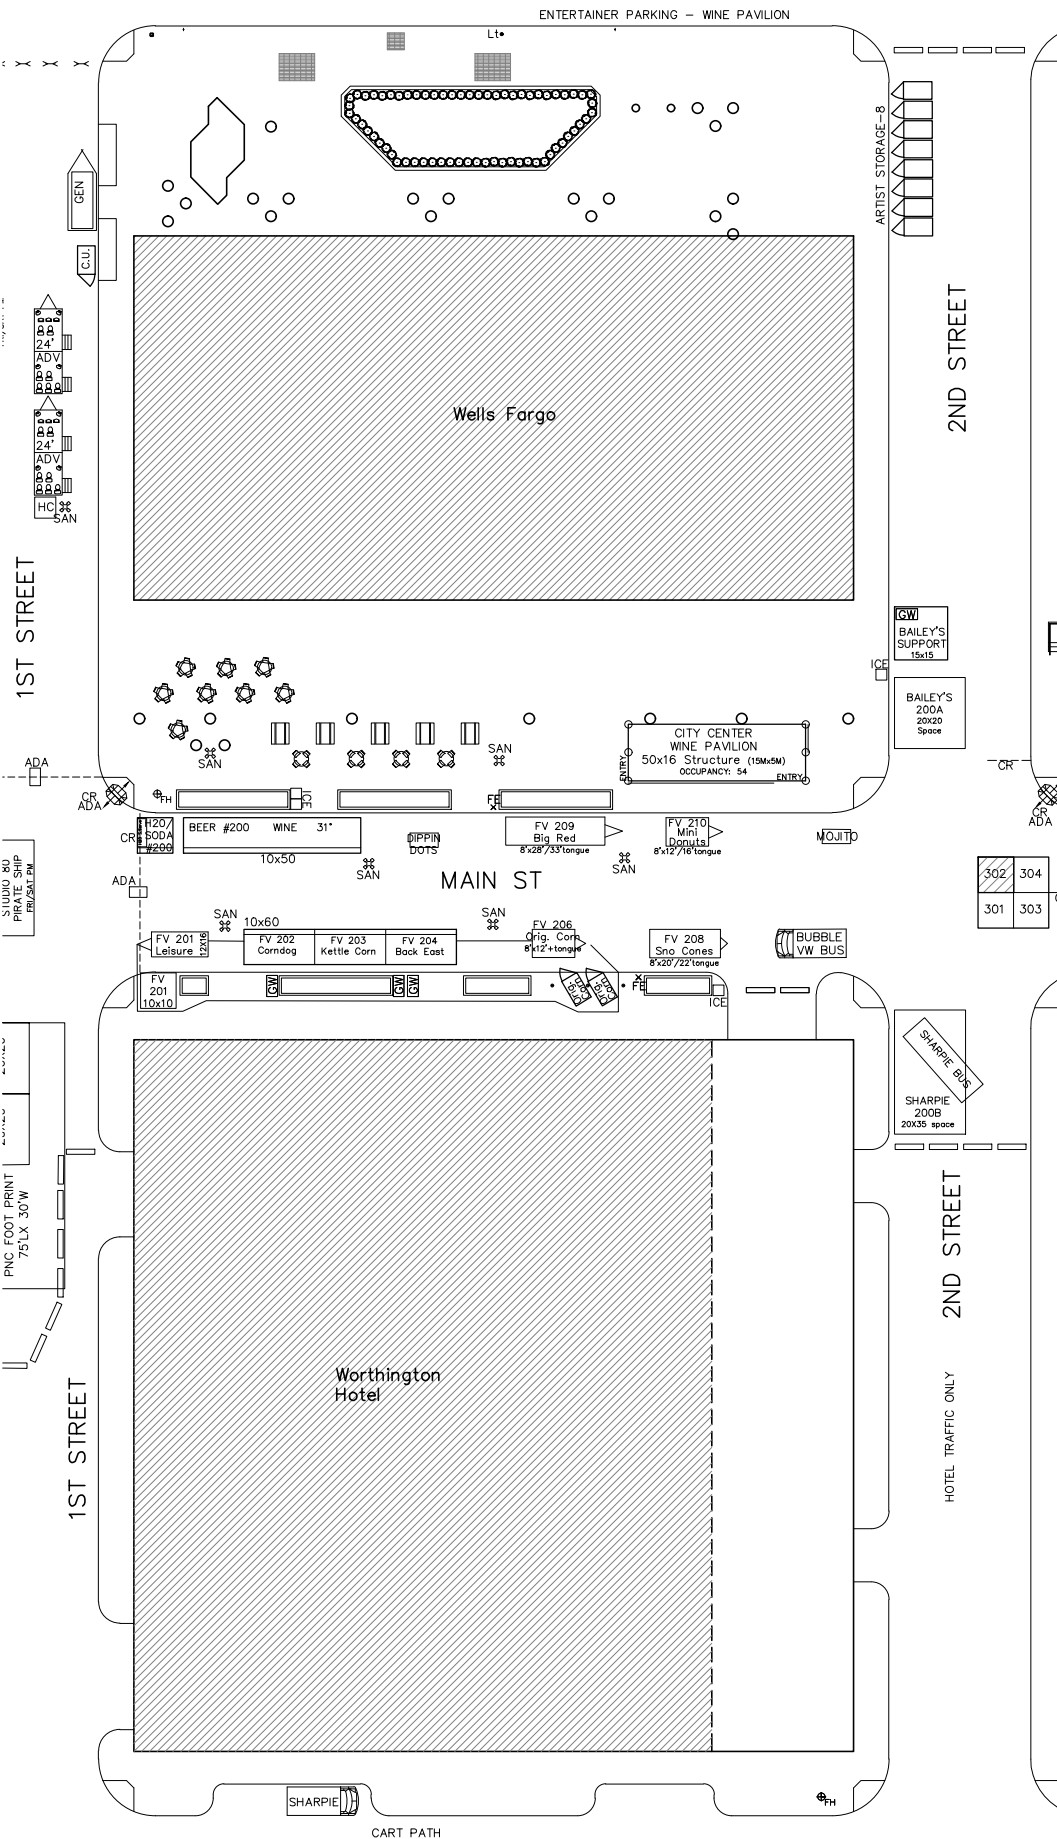 ENTERTAINER PARKING – WINE PAVILION
Lt
ARTIST STORAGE–8
GEN
C.U.
24'
ADV
24'
ADV
HC
SAN
2ND STREET
Wells Fargo
1ST STREET
GW
BAILEY'S
SUPPORT
15x15
ICE
BAILEY'S
200A
20X20
Space
CITY CENTER
WINE PAVILION
50x16 Structure (15Mx5M)
OCCUPANCY: 54
ENTRY
ENTRY
SAN
SAN
ADA
CR
ADA
FH
ICE
FE
CR
CR
ADA
CR
H20/
SODA
#200
BEER #200 WINE 31'
10x50
DIPPIN
DOTS
FV 209
Big Red
8'x28'/33'tongue
FV 210
Mini
Donuts
8'x12'/16'tongue
MOJITO
SAN
SAN
STUDIO 80
PIRATE SHIP
FRI/SAT PM
ADA
MAIN ST
302
304
301
303
SAN
10x60
SAN
FV 201
Leisure
12X16
FV 202
Corndog
FV 203
Kettle Corn
FV 204
Back East
FV 206
Orig. Corn
8'x12'+tongue
FV 208
Sno Cones
8'x20'/22'tongue
BUBBLE
VW BUS
FV
201
10x10
GW
GW
GW
Orig.
Corn
Orig.
Corn
FE
ICE
SHARPIE BUS
SHARPIE
200B
20X35 space
PNC FOOT PRINT
75'LX 30'W
2ND STREET
Worthington
Hotel
1ST STREET
HOTEL TRAFFIC ONLY
SHARPIE
FH
CART PATH